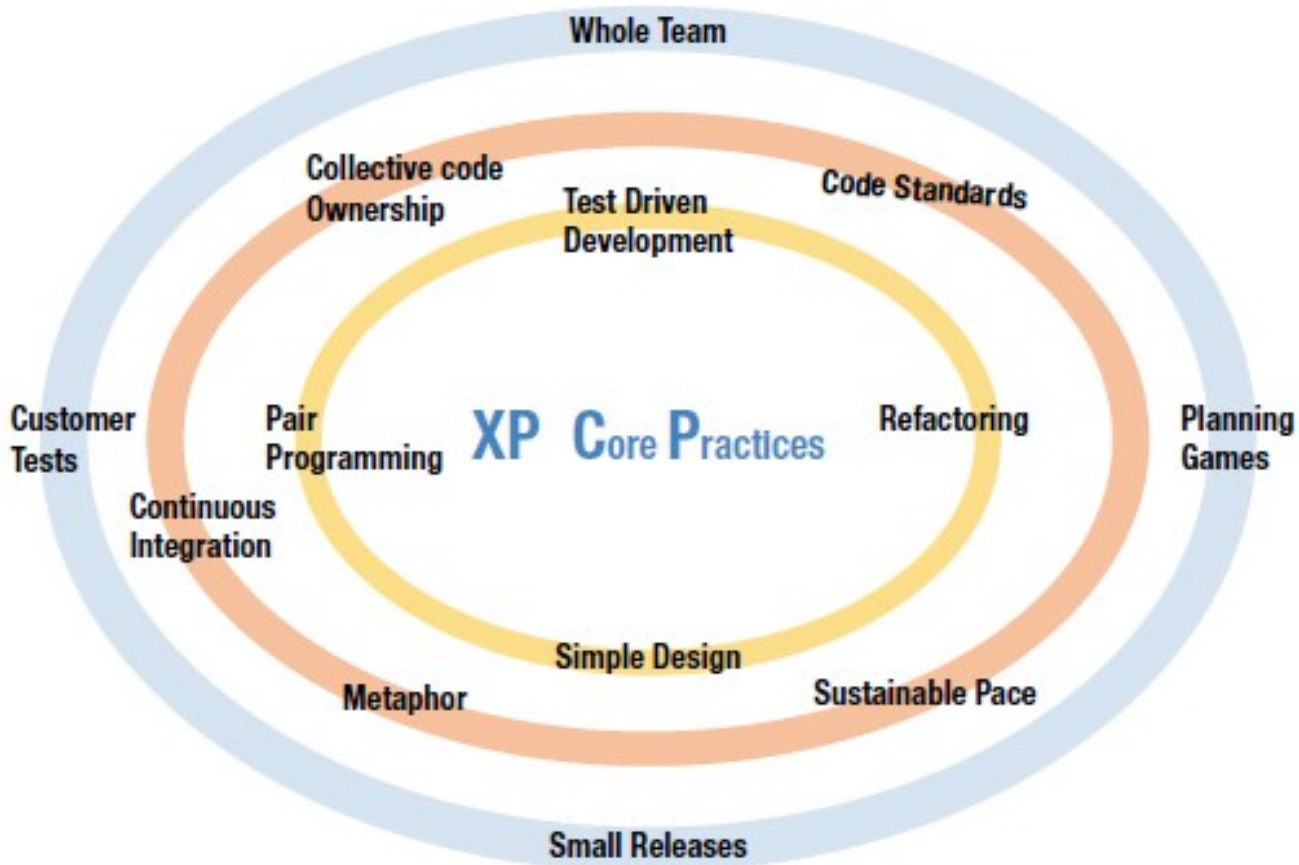 Whole Team
Collective code
Ownership
Test Driven
Development
Code Standards
Customer
Tests
Pair
Programming
XP Core Practices
Refactoring
Planning
Games
Continuous
Integration
Simple Design
Metaphor
Sustainable Pace
Small Releases